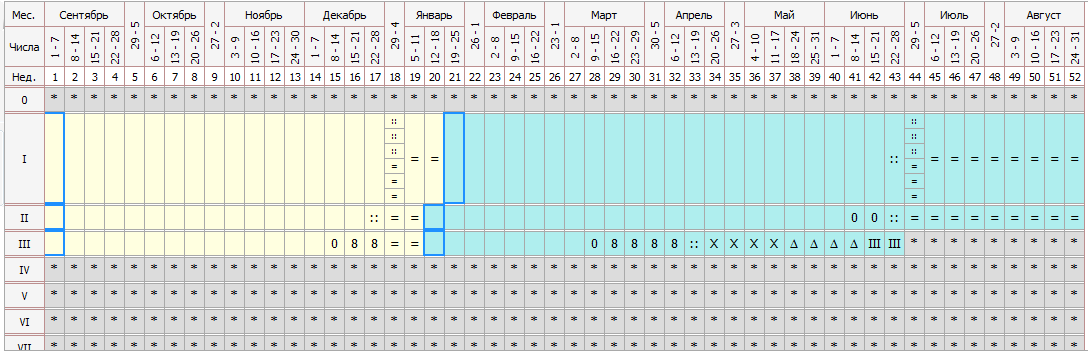 Мес. Сентябрь Октябрь Ноябрь Декабрь Январь Февраль Март Апрель Май Июнь Июль Август
Числа 1 - 7 8 - 14 15 - 21 22 - 28 29 - 5 6 - 12 13 - 19 20 - 26 27 - 2 3 - 9 10 - 16 17 - 23 24 - 30 1 - 7 8 - 14 15 - 21 22 - 28 29 - 4 5 - 11 12 - 18 19 - 25 26 - 1 2 - 8 9 - 15 16 - 22 23 - 1 2 - 8 9 - 15 16 - 22 23 - 29 30 - 5 6 - 12 13 - 19 20 - 26 27 - 3 4 - 10 11 - 17 18 - 24 25 - 31 1 - 7 8 - 14 15 - 21 22 - 28 29 - 5 6 - 12 13 - 19 20 - 26 27 - 2 3 - 9 10 - 16 17 - 23 24 - 31
Нед. 1 2 3 4 5 6 7 8 9 10 11 12 13 14 15 16 17 18 19 20 21 22 23 24 25 26 27 28 29 30 31 32 33 34 35 36 37 38 39 40 41 42 43 44 45 46 47 48 49 50 51 52
0 * * * * * * * * * * * * * * * * * * * * * * * * * * * * * * * * * * * * * * * * * * * * * * * * * * * *
I :: :: :: = = = = = :: :: :: :: = = = = = = = = = = =
II :: = = 0 0 :: = = = = = = = = =
III 0 8 8 = = 0 8 8 8 8 :: X X X X Δ Δ Δ Δ III III * * * * * * * * *
IV * * * * * * * * * * * * * * * * * * * * * * * * * * * * * * * * * * * * * * * * * * * * * * * * * * * *
V * * * * * * * * * * * * * * * * * * * * * * * * * * * * * * * * * * * * * * * * * * * * * * * * * * * *
VI * * * * * * * * * * * * * * * * * * * * * * * * * * * * * * * * * * * * * * * * * * * * * * * * * * * *
VII * * * * * * * * * * * * * * * * * * * * * * * * * * * * * * * * * * * * * * * * * * * * * * * * * * * *